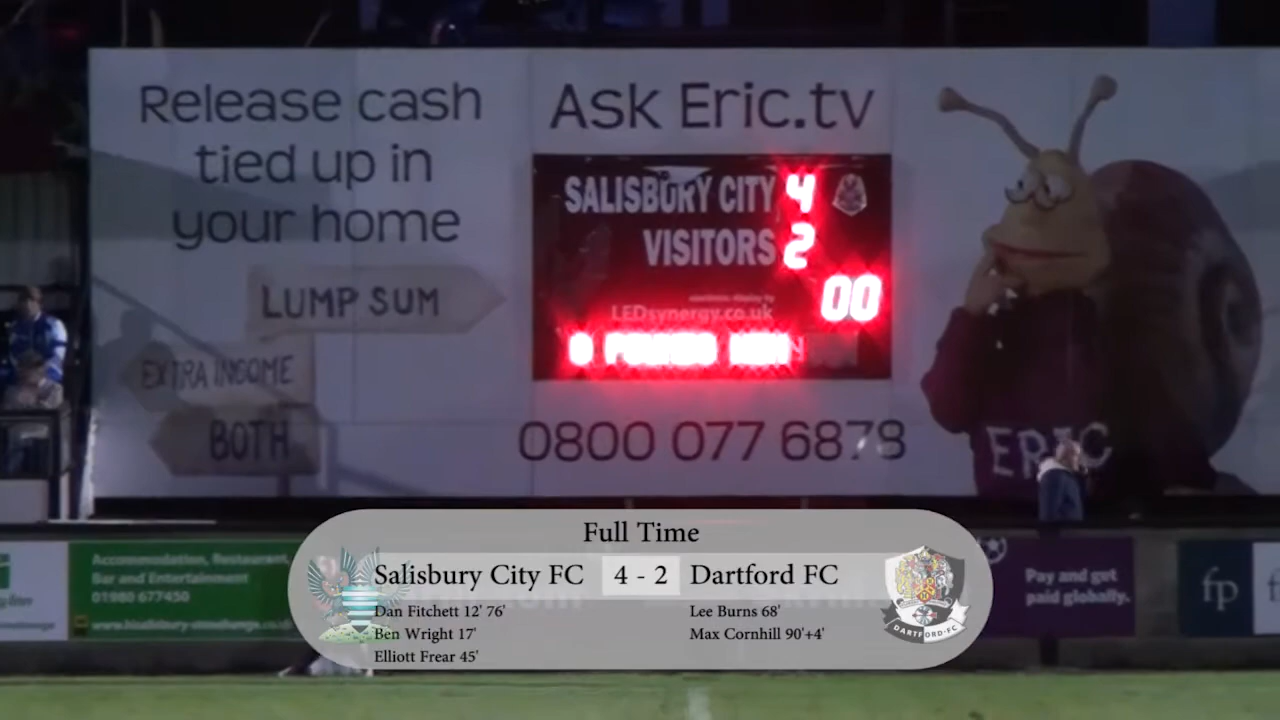 Release cash
tied up in
your home
LUMP SUM
EXTRA INCOME
BOTH
Ask Eric.tv
SALISBURY CITY 4
VISITORS 2
00
LEDsynergy.co.uk
0800 077 6878
ERIC
Accommodation, Restaurant,
Bar and Entertainment
01980 677450
Pay and get
paid globally.
fp
Full Time
Salisbury City FC 4 - 2 Dartford FC
Dan Fitchett 12' 76'
Ben Wright 17'
Elliott Frear 45'
Lee Burns 68'
Max Cornhill 90'+4'
DARTFORD·FC